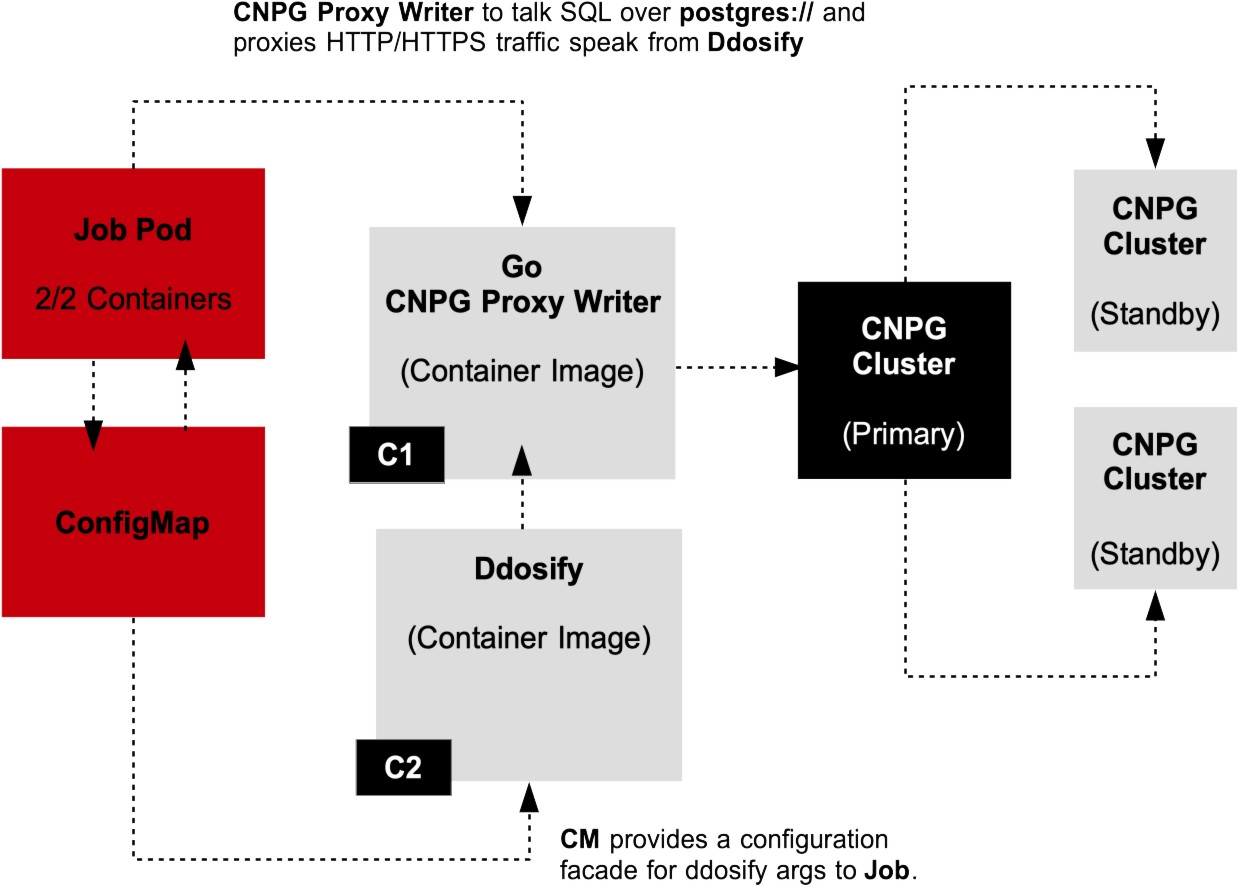 CNPG Proxy Writer to talk SQL over postgres:// and
proxies HTTP/HTTPS traffic speak from Ddosify
Job Pod
2/2 Containers
ConfigMap
Go
CNPG Proxy Writer
(Container Image)
C1
Ddosify
(Container Image)
C2
CNPG
Cluster
(Primary)
CNPG
Cluster
(Standby)
CNPG
Cluster
(Standby)
CM provides a configuration
facade for ddosify args to Job.